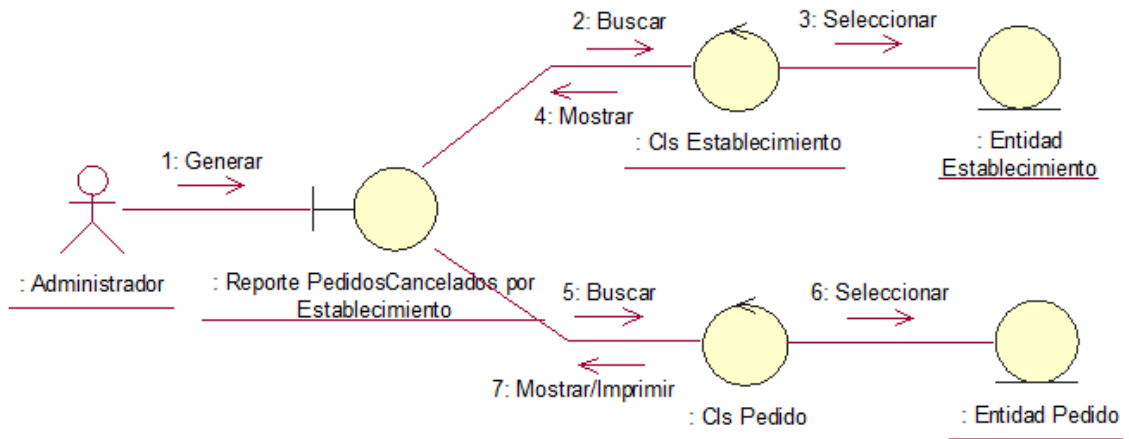 2: Buscar
3: Seleccionar
4: Mostrar
: Cls Establecimiento
: Entidad
Establecimiento
1: Generar
: Administrador
: Reporte PedidosCancelados por
Establecimiento
5: Buscar
6: Seleccionar
7: Mostrar/Imprimir
: Cls Pedido
: Entidad Pedido